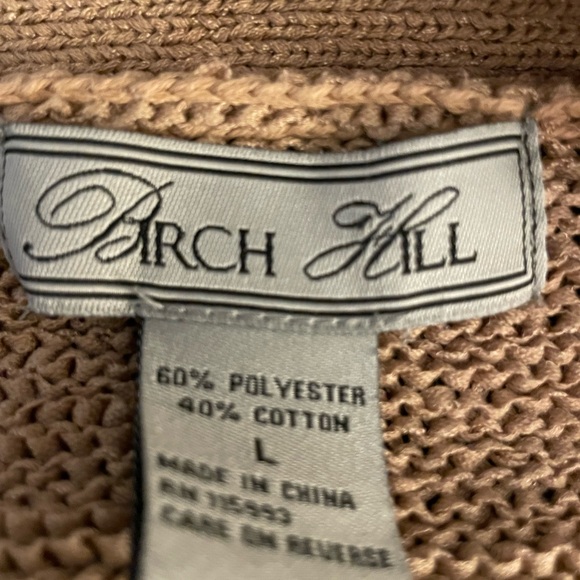 BIRCH HILL
60% POLYESTER
40% COTTON
L
MADE IN CHINA
RN 115993
CARE ON REVERSE